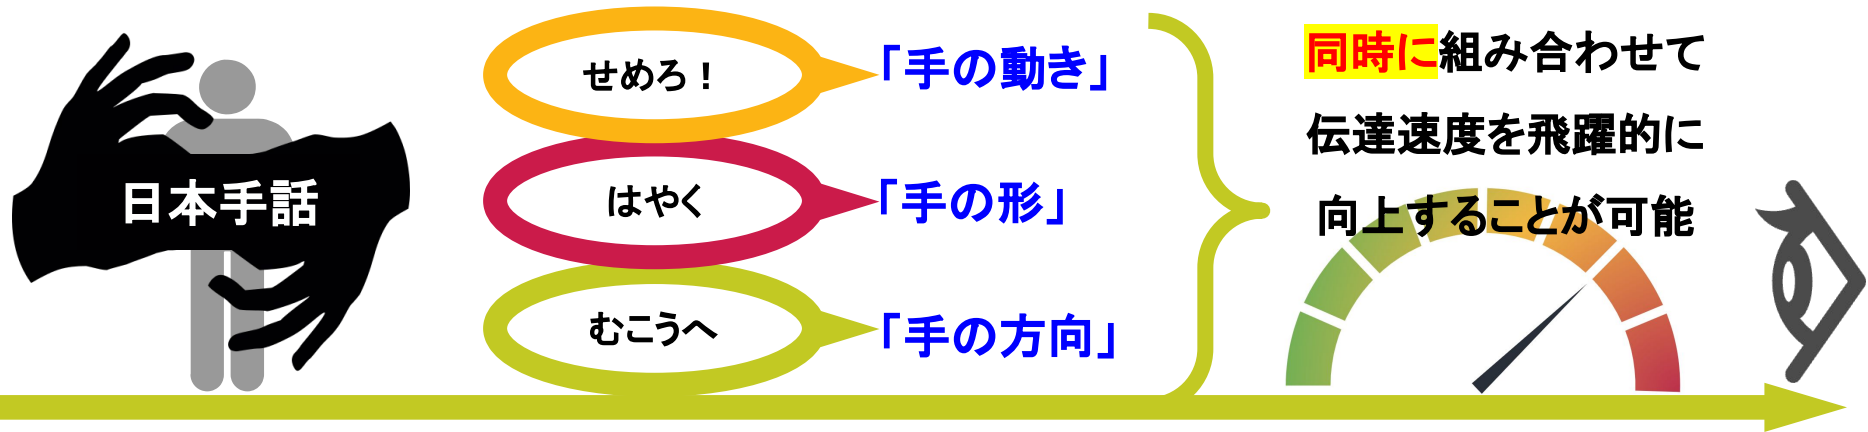 日本手話
せめろ！
「手の動き」
はやく
「手の形」
むこうへ
「手の方向」
同時に組み合わせて
伝達速度を飛躍的に
向上することが可能